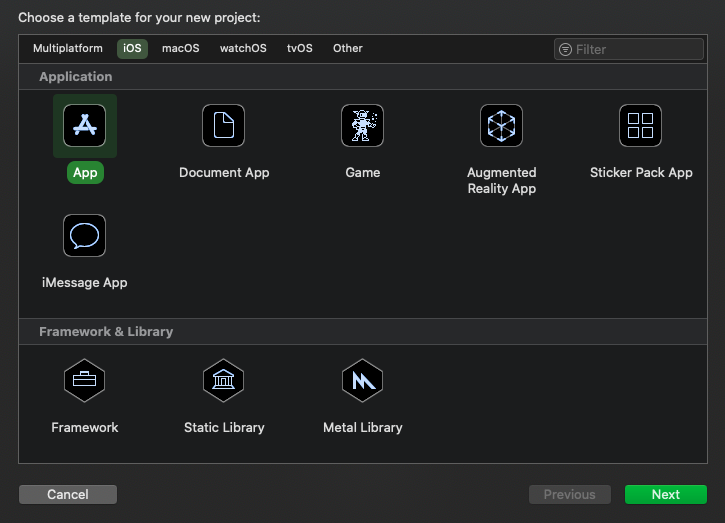 Choose a template for your new project:
Multiplatform iOS macOS watchOS tvOS Other Filter
Application
App Document App Game Augmented Reality App Sticker Pack App
iMessage App
Framework & Library
Framework Static Library Metal Library
Cancel Previous Next